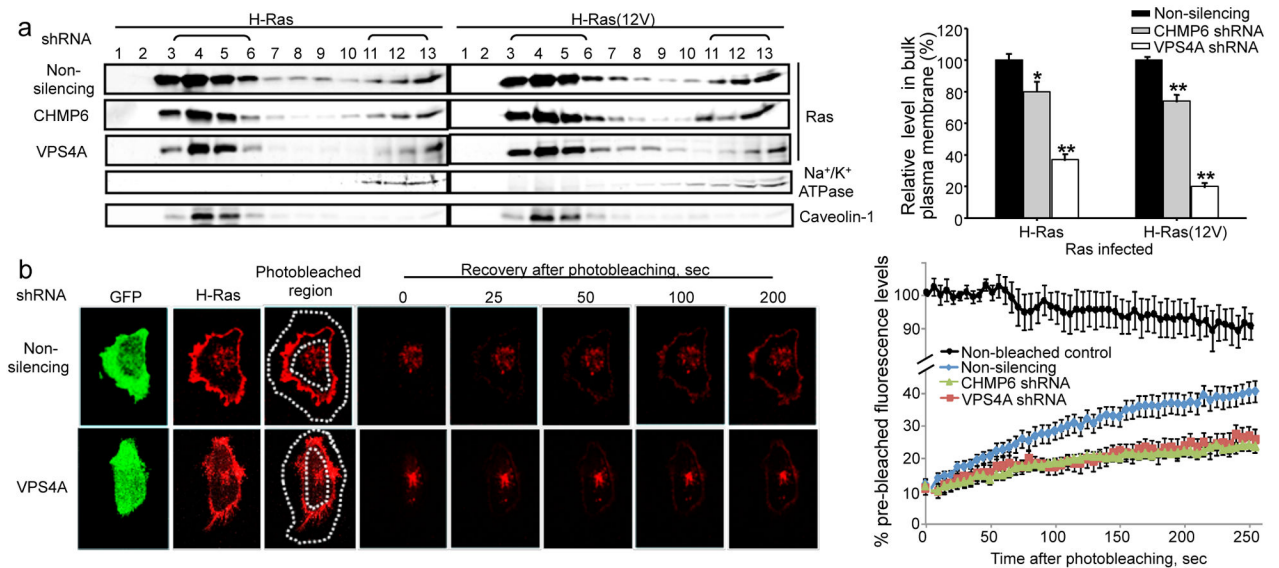 a
H-Ras
H-Ras(12V)
shRNA
1 2 3 4 5 6 7 8 9 10 11 12 13
1 2 3 4 5 6 7 8 9 10 11 12 13
Non-
silencing
CHMP6
VPS4A
Ras
Na⁺/K⁺
ATPase
Caveolin-1
Non-silencing
CHMP6 shRNA
VPS4A shRNA
Relative level in bulk
plasma membrane (%)
100
80
60
40
20
0
*
**
**
**
**
H-Ras
H-Ras(12V)
Ras infected
b
shRNA
GFP
H-Ras
Photobleached
region
Recovery after photobleaching, sec
0 25 50 100 200
Non-
silencing
VPS4A
% pre-bleached fluorescence levels
100
90
40
30
20
10
0
Non-bleached control
Non-silencing
CHMP6 shRNA
VPS4A shRNA
0 50 100 150 200 250
Time after photobleaching, sec